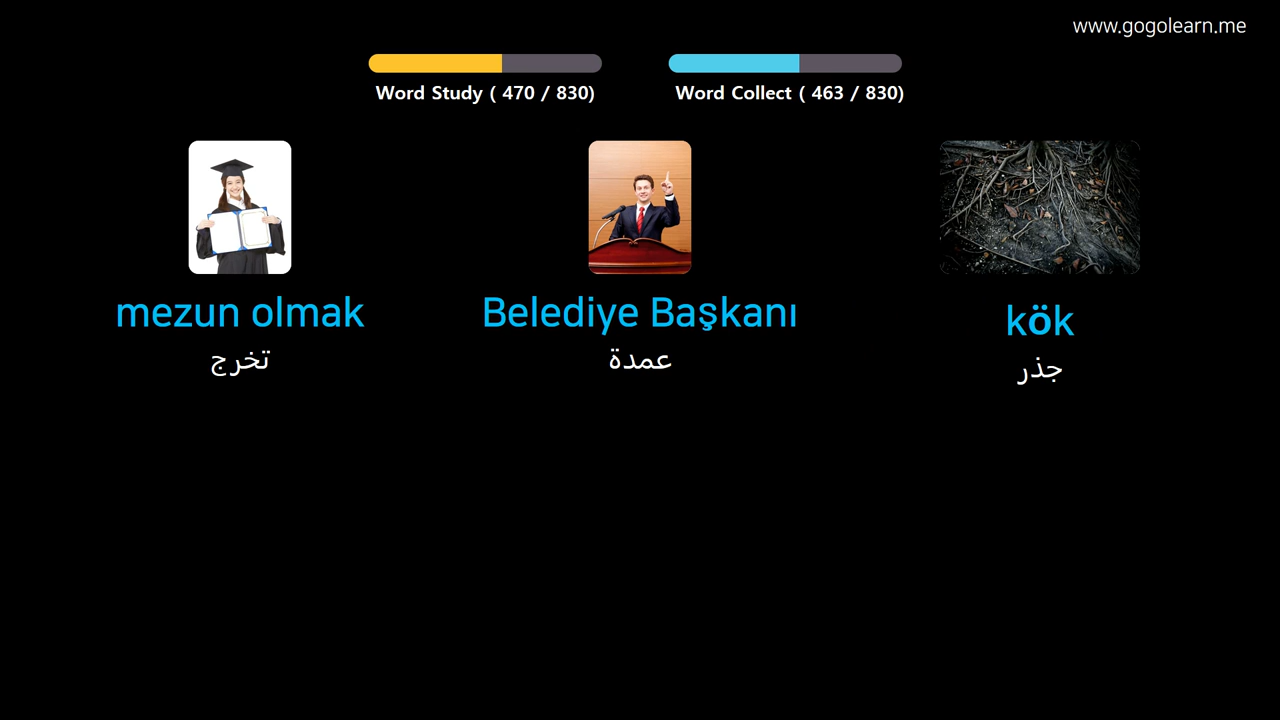 www.gogolearn.me
Word Study ( 470 / 830)
Word Collect ( 463 / 830)
mezun olmak
تخرج
Belediye Başkanı
عمدة
kök
جذر